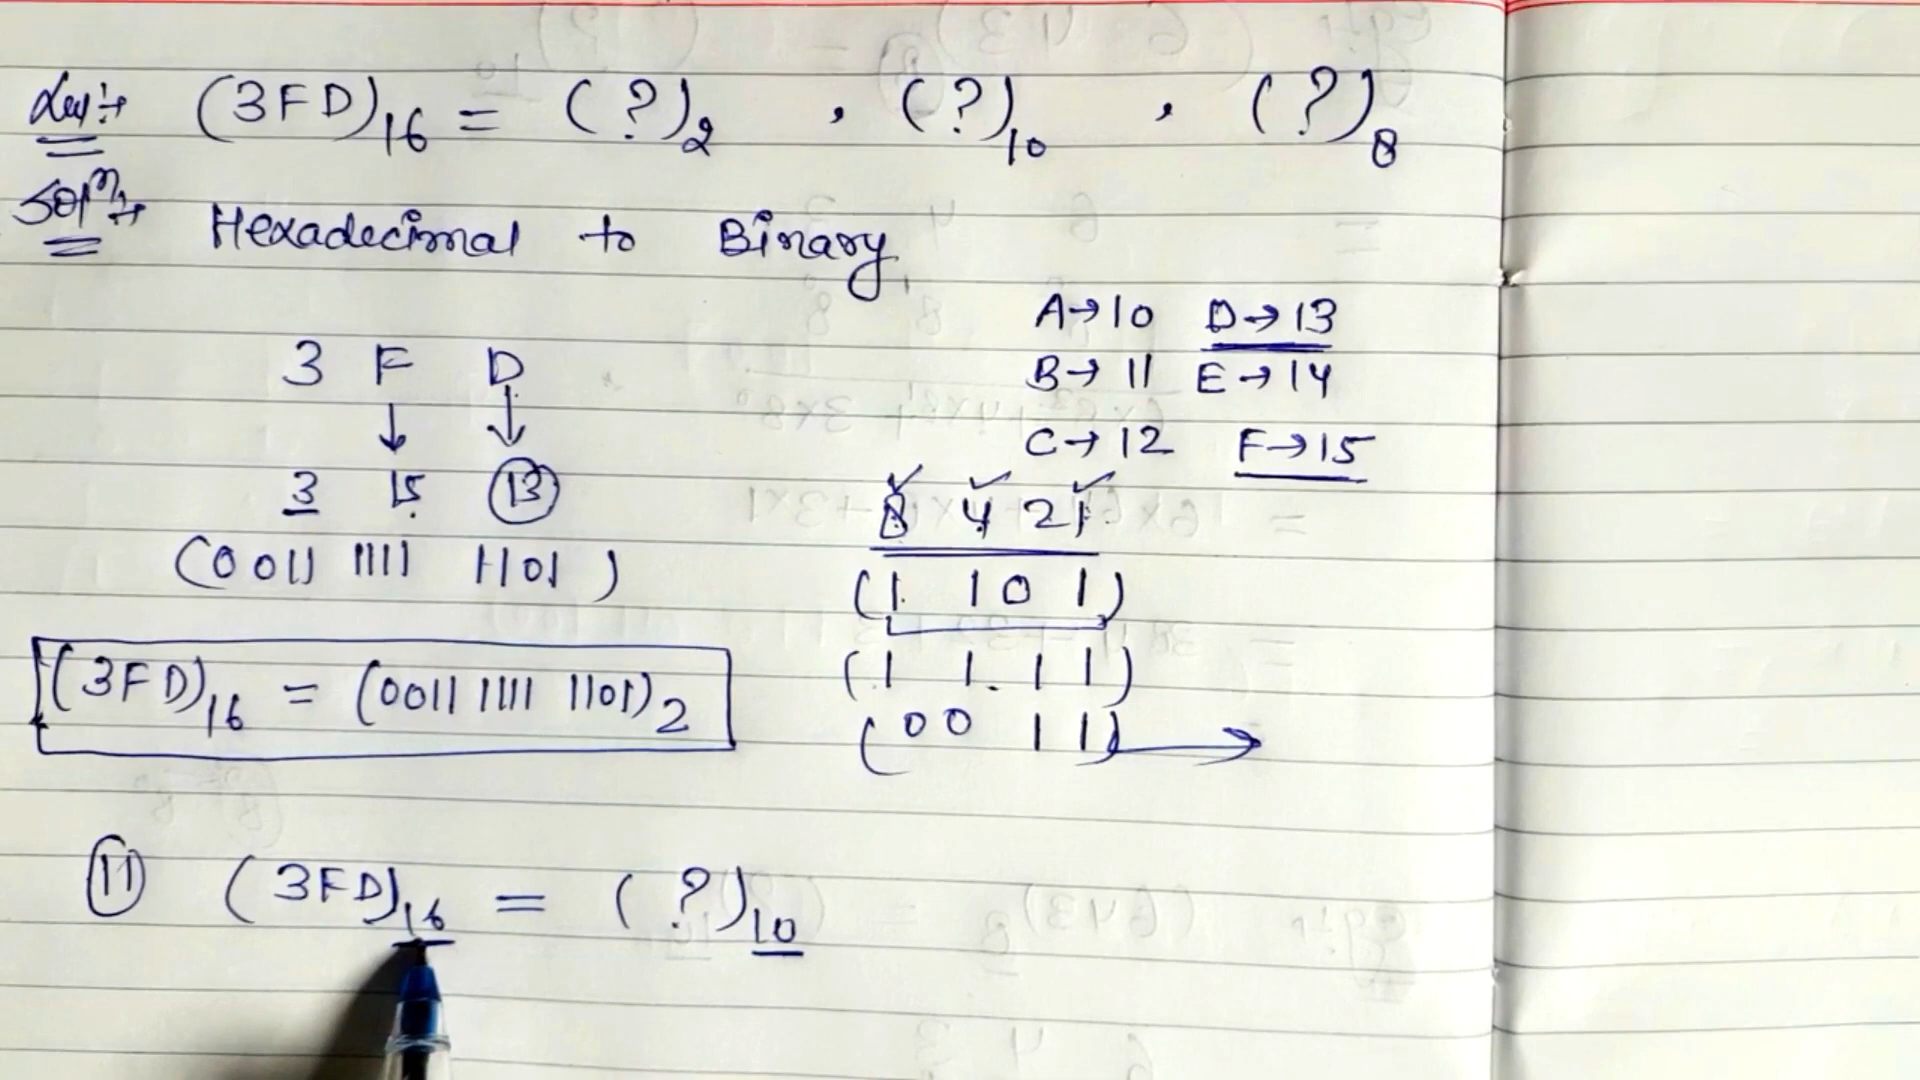 (3FD)16 = (?)2 , (?)10 , (?)8
Solⁿ:→ Hexadecimal to Binary
A→10 D→13
B→11 E→14
C→12 F→15
3 F D
↓ ↓
3 15 13
(0011 1111 1101)
8 4 2 1
(1 1 0 1)
(1 1 1 1)
(0 0 1 1)→
(3FD)16 = (0011 1111 1101)2
11 (3FD)16 = (?)10